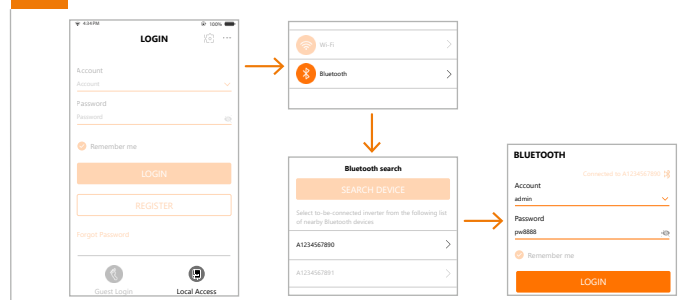 4:34 PM 100%
LOGIN
Account
Account
Password
Password
Remember me
LOGIN
REGISTER
Forgot Password
Guest Login Local Access
Wi-Fi
Bluetooth
Bluetooth search
SEARCH DEVICE
Select to-be-connected inverter from the following list
of nearby Bluetooth devices
A1234567890
A1234567891
BLUETOOTH
Connected to A1234567890
Account
admin
Password
pw8888
Remember me
LOGIN